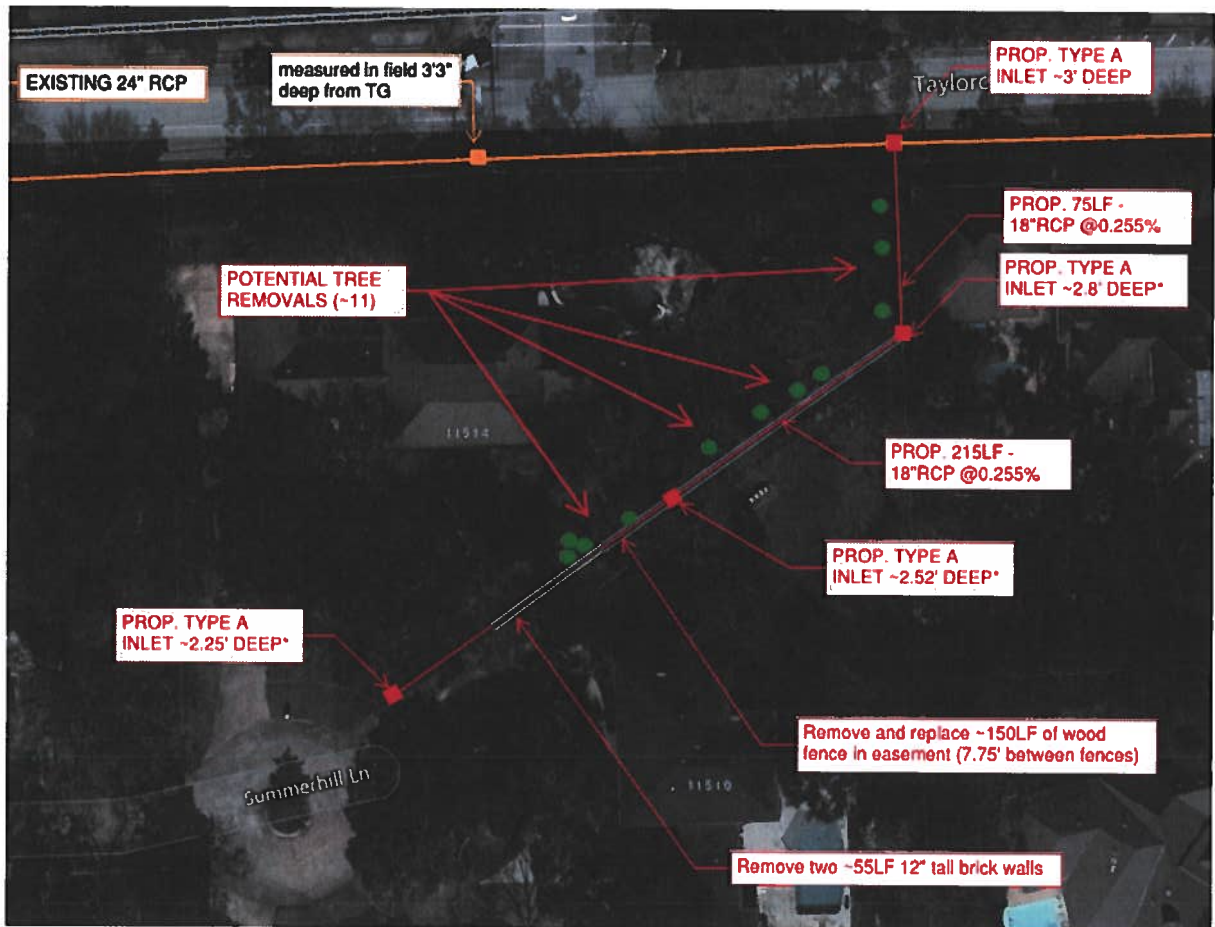 EXISTING 24" RCP
measured in field 3'3"
deep from TG
PROP. TYPE A
INLET ~3' DEEP
PROP. 75LF -
18"RCP @0.255%
PROP. TYPE A
INLET ~2.8' DEEP*
POTENTIAL TREE
REMOVALS (~11)
11514
PROP. 215LF -
18"RCP @0.255%
PROP. TYPE A
INLET ~2.52' DEEP*
PROP. TYPE A
INLET ~2.25' DEEP*
Remove and replace ~150LF of wood
fence in easement (7.75' between fences)
Summerhill Ln
11510
Remove two ~55LF 12" tall brick walls